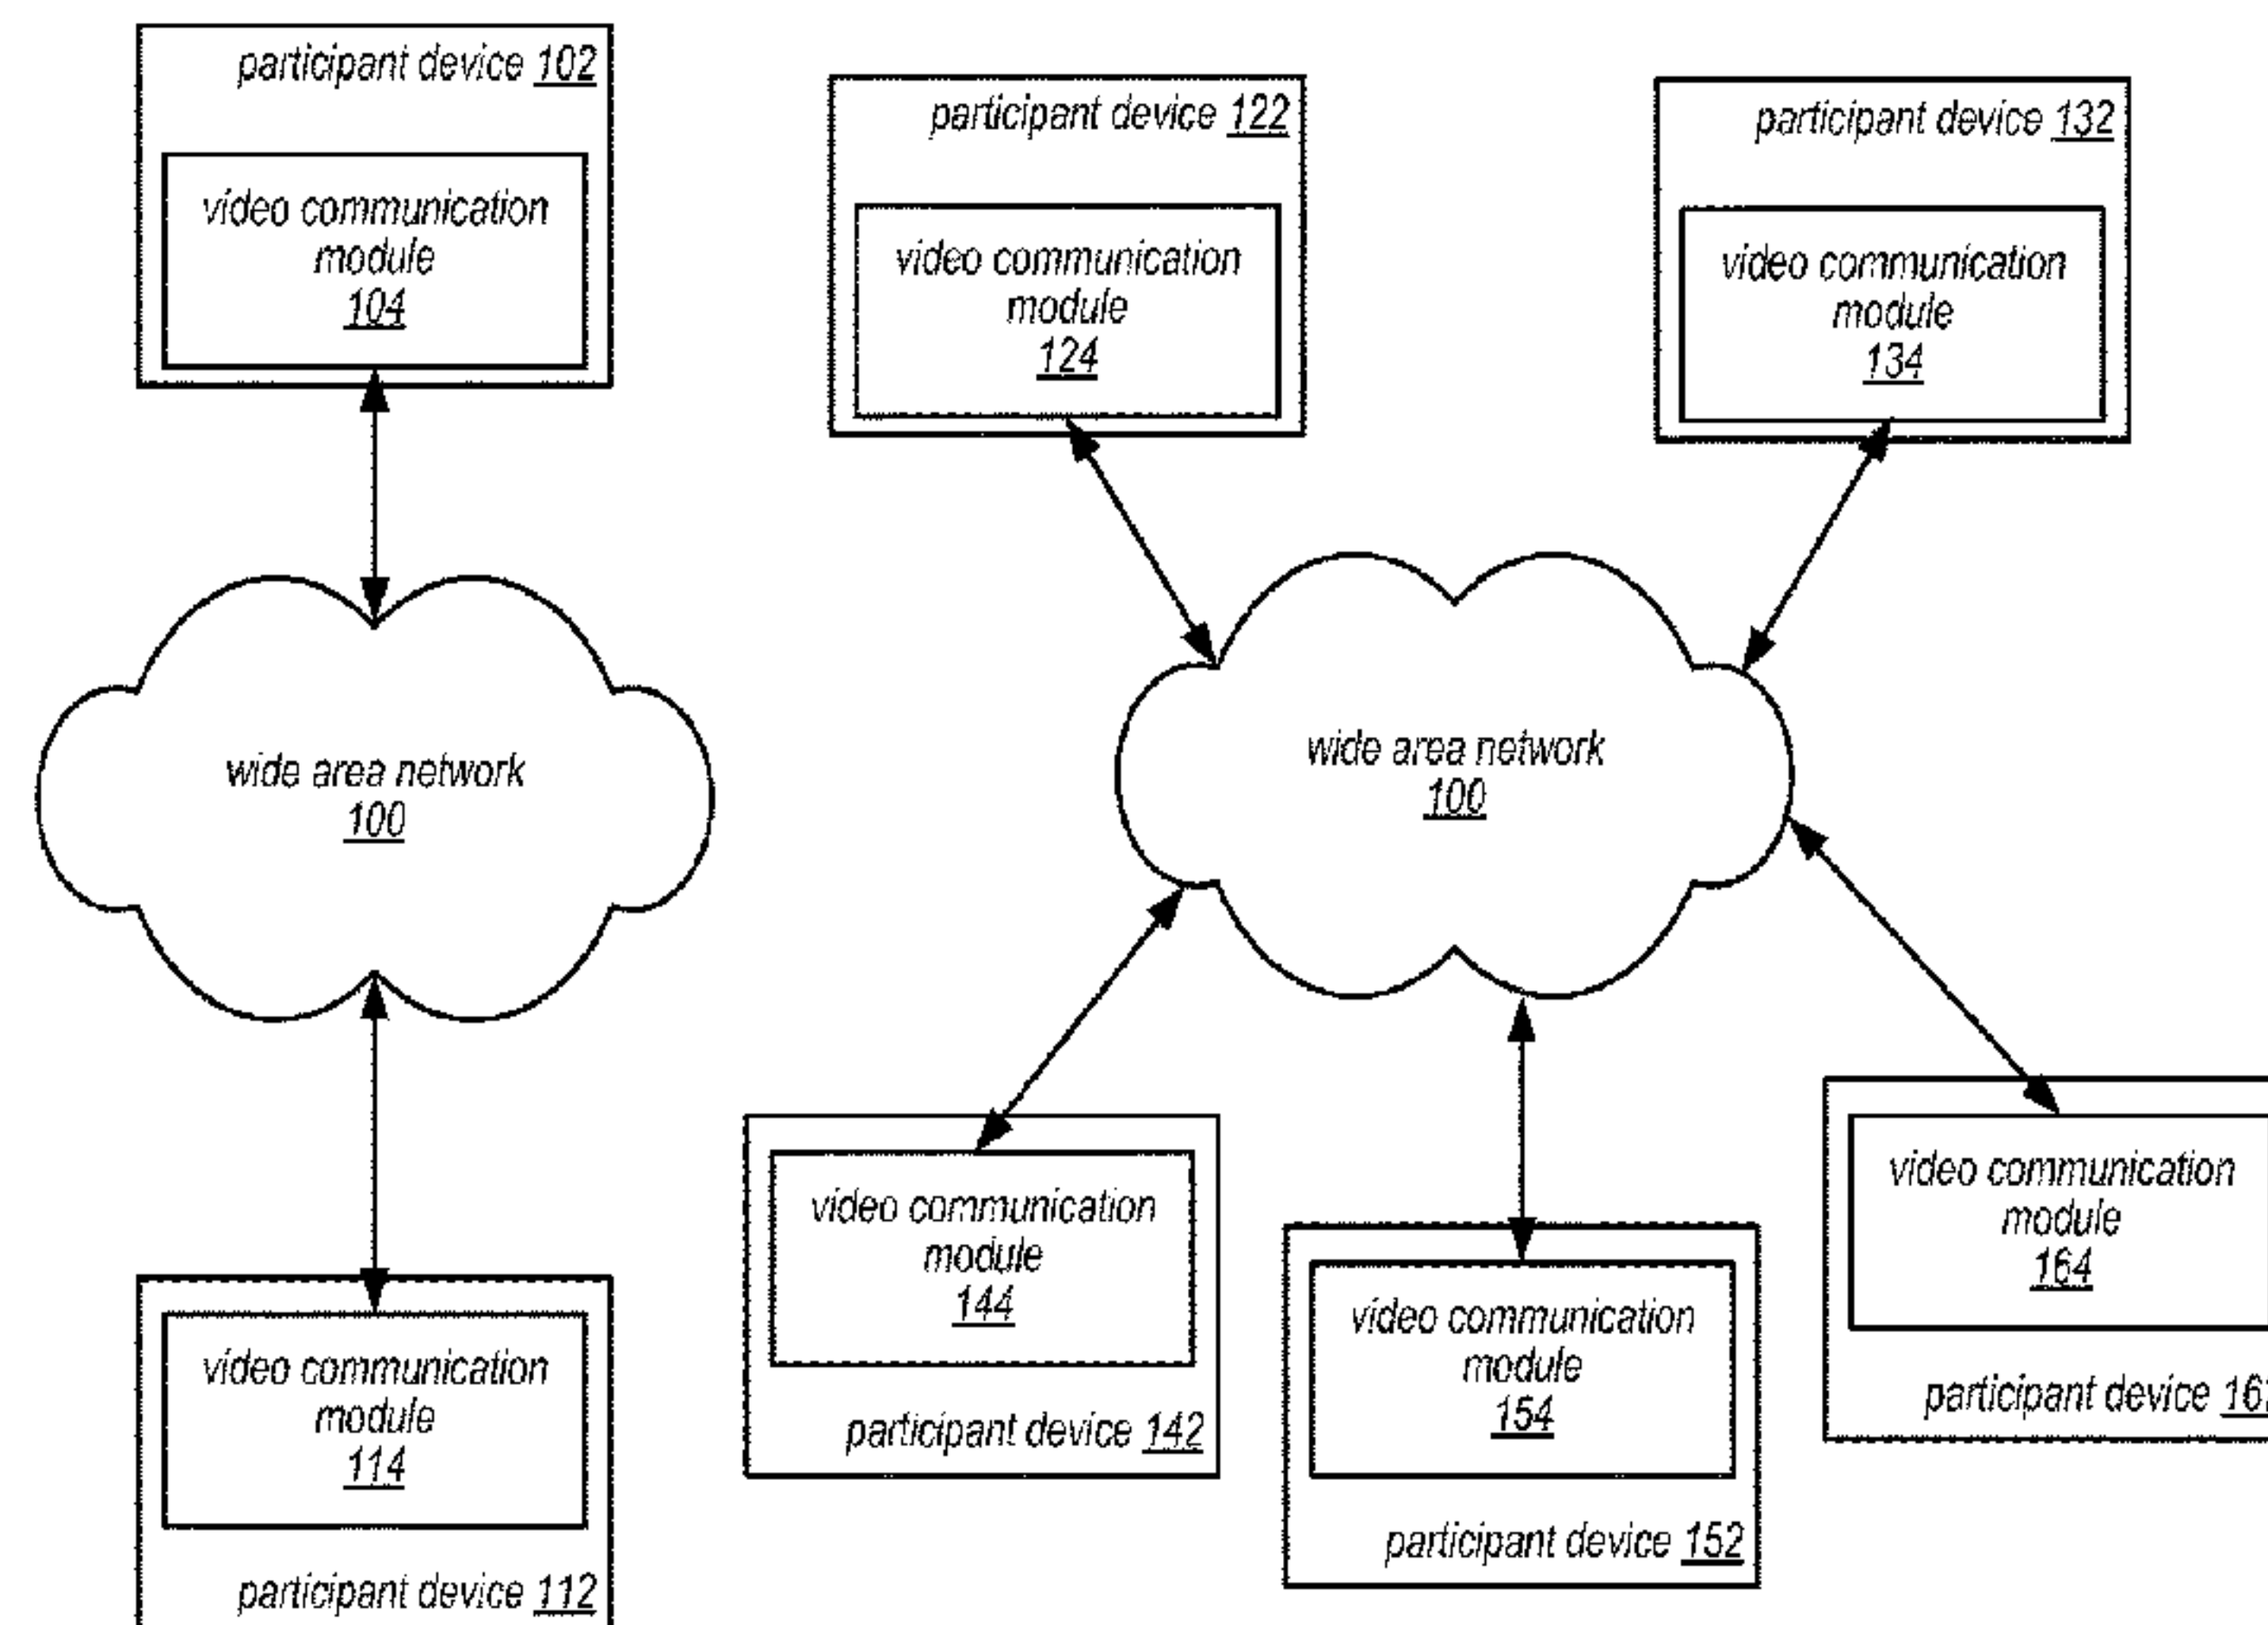 participant device 102
video communication
module
104
wide area network
100
video communication
module
114
participant device 112
participant device 122
video communication
module
124
participant device 132
video communication
module
134
wide area network
100
video communication
module
144
participant device 142
video communication
module
154
participant device 152
video communication
module
164
participant device